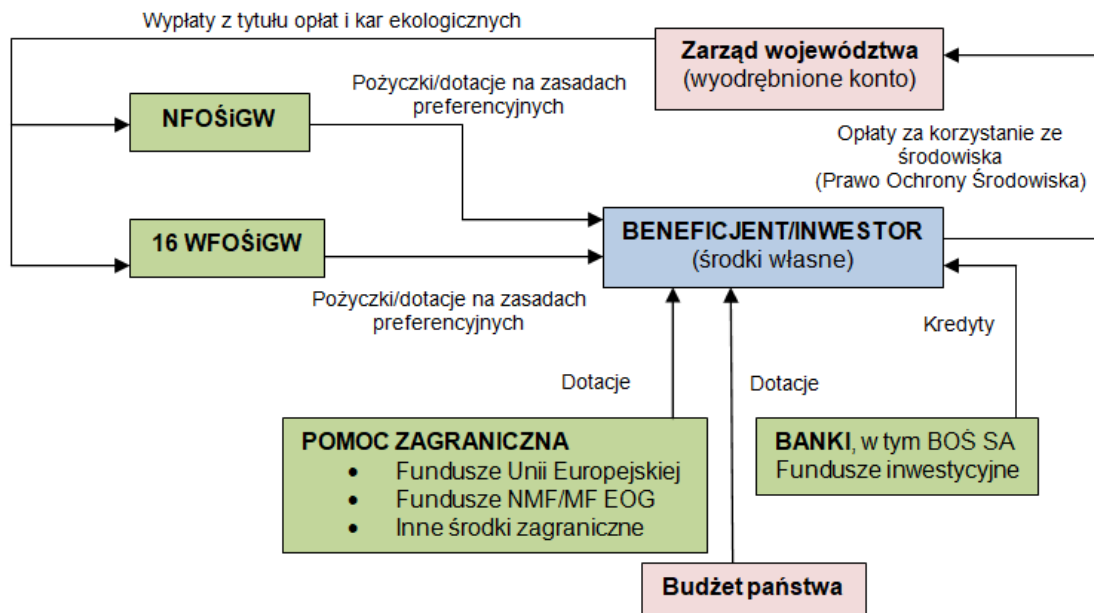 Wypłaty z tytułu opłat i kar ekologicznych
Zarząd województwa
(wyodrębnione konto)
Pożyczki/dotacje na zasadach
preferencyjnych
NFOŚiGW
Opłaty za korzystanie ze
środowiska
(Prawo Ochrony Środowiska)
16 WFOŚiGW
BENEFICJENT/INWESTOR
(środki własne)
Pożyczki/dotacje na zasadach
preferencyjnych
Kredyty
Dotacje
Dotacje
POMOC ZAGRANICZNA
• Fundusze Unii Europejskiej
• Fundusze NMF/MF EOG
• Inne środki zagraniczne
BANKI, w tym BOŚ SA
Fundusze inwestycyjne
Budżet państwa